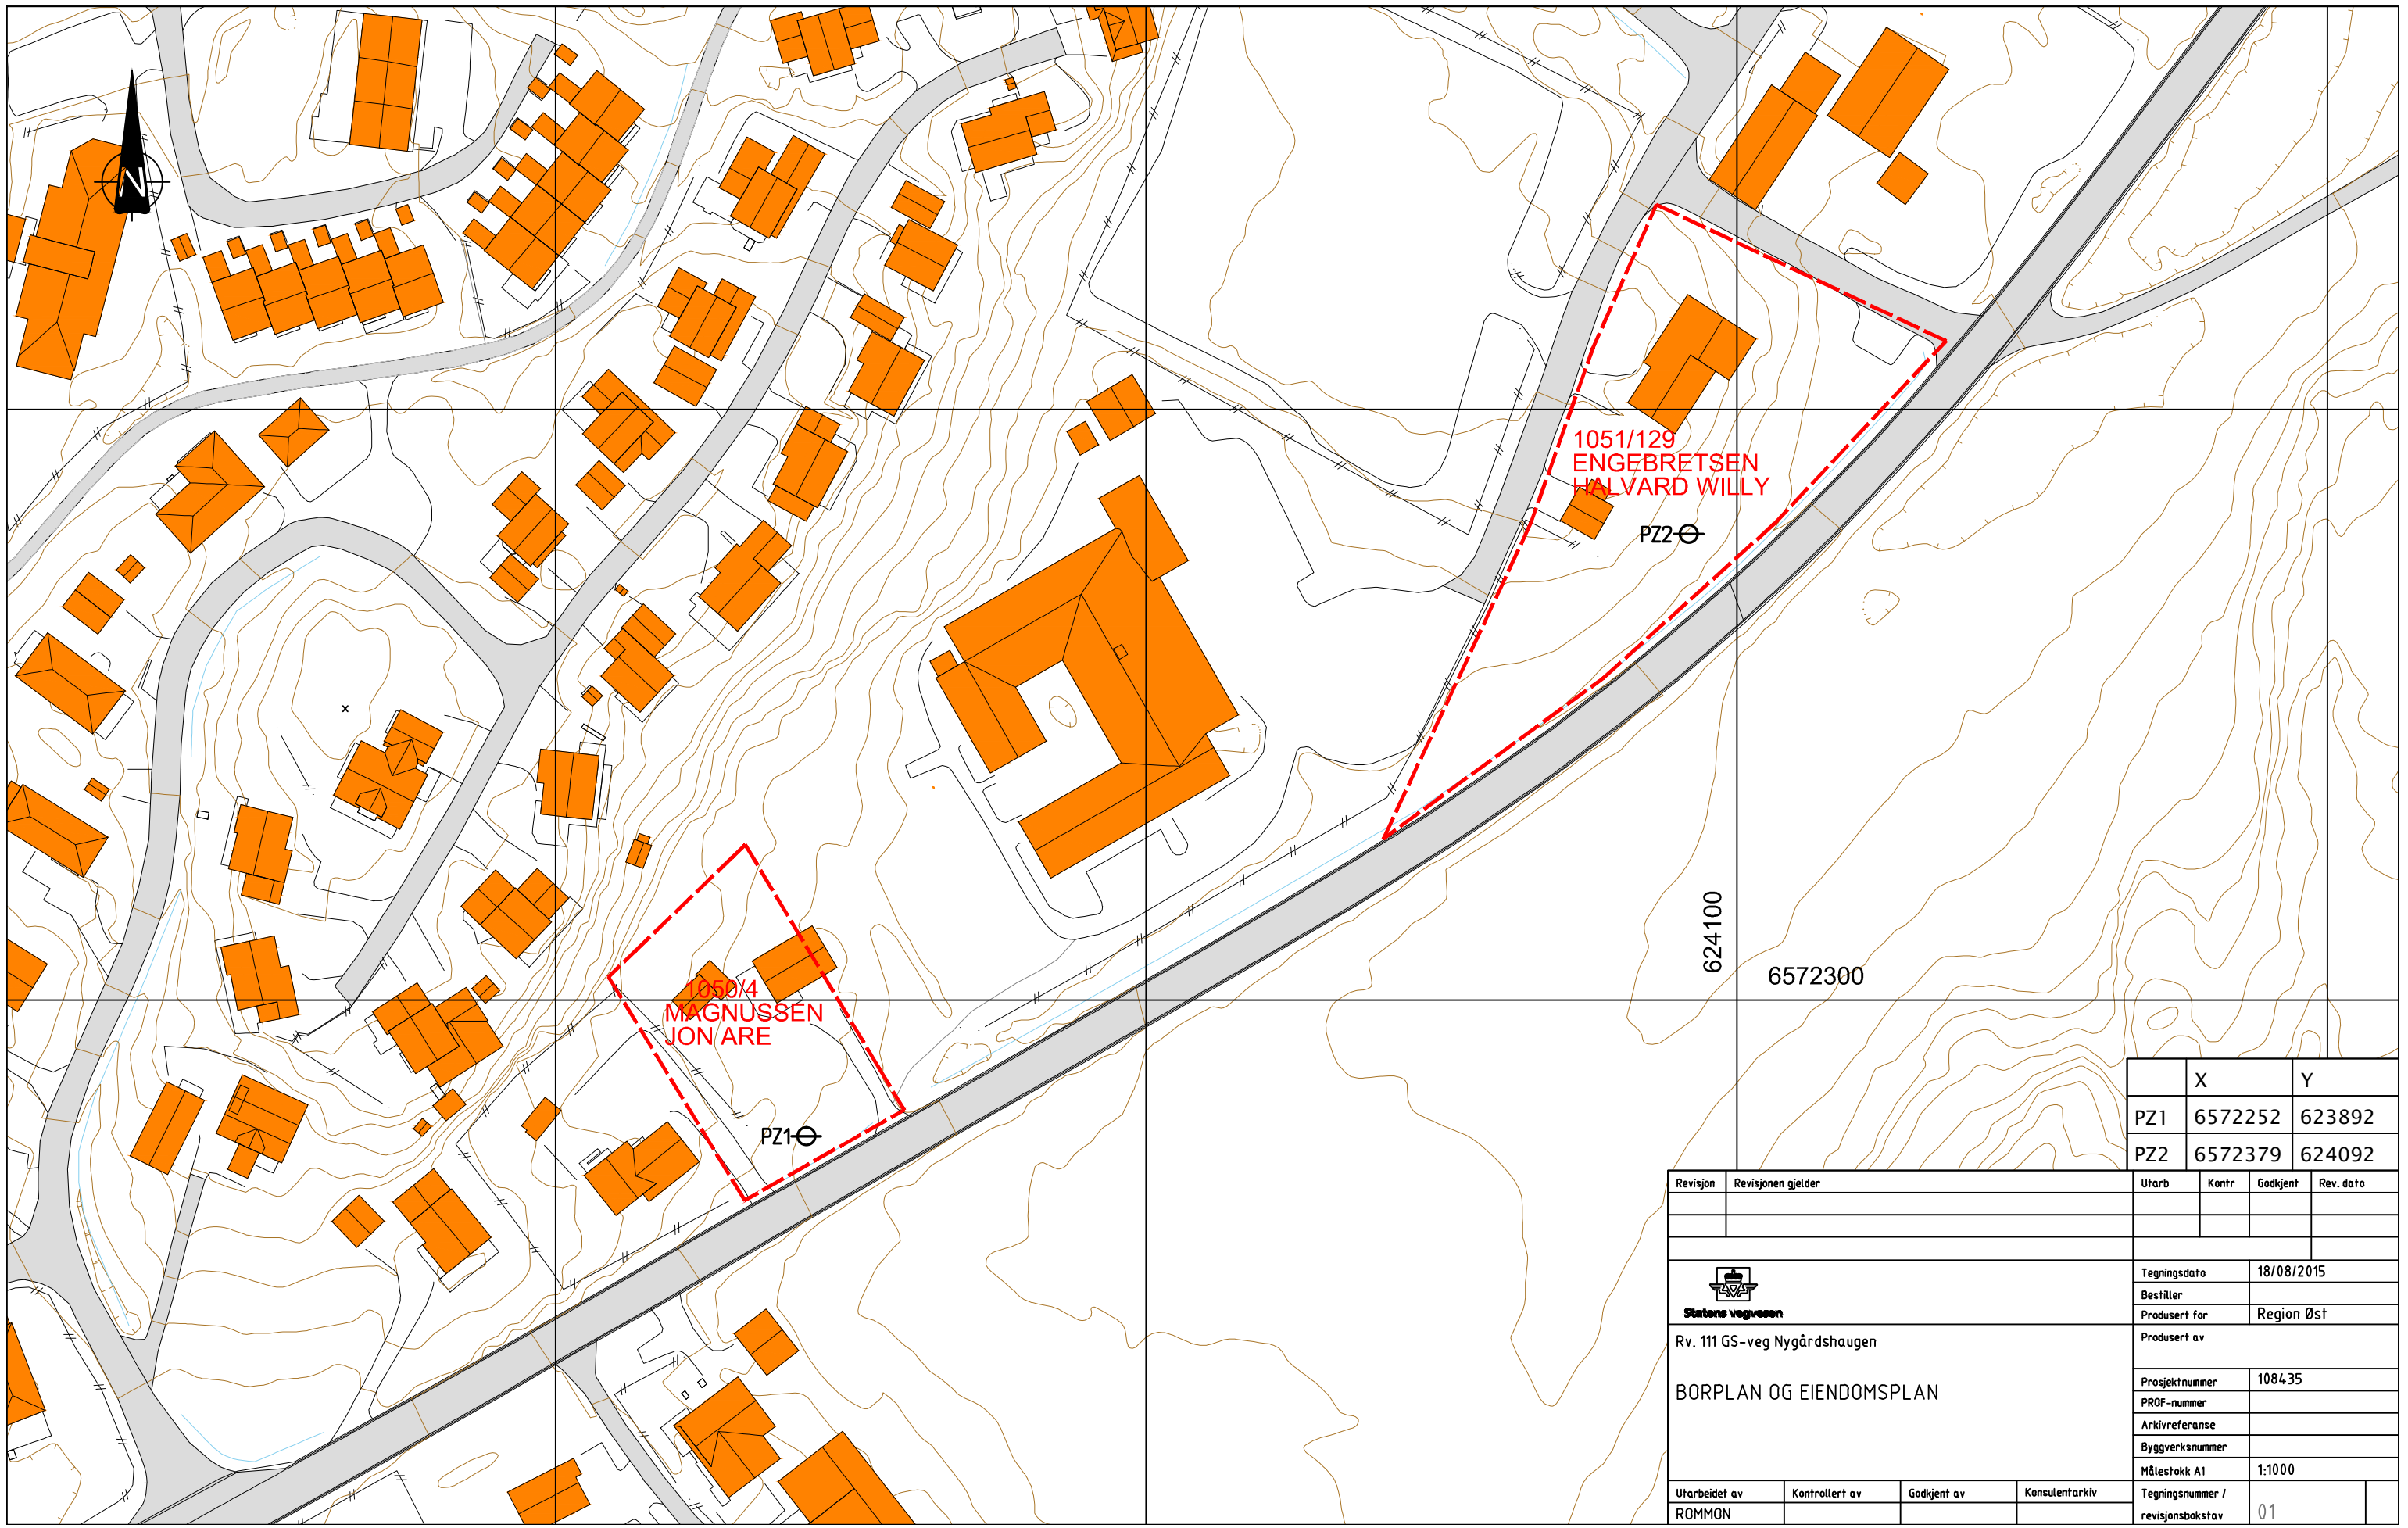 N
1051/129
ENGEBRETSEN
HALVARD WILLY
PZ2
x
624100
6572300
1050/4
MAGNUSSEN
JON ARE
PZ1
X Y
PZ1 6572252 623892
PZ2 6572379 624092
Revisjon Revisjonen gjelder Utarb Kontr Godkjent Rev. dato
Statens vegvesen
Tegningsdato 18/08/2015
Bestiller
Produsert for Region Øst
Rv. 111 GS-veg Nygårdshaugen
Produsert av
BORPLAN OG EIENDOMSPLAN
Prosjektnummer 108435
PROF-nummer
Arkivreferanse
Byggverksnummer
Målestokk A1 1:1000
Utarbeidet av Kontrollert av Godkjent av Konsulentarkiv
ROMMON
Tegningsnummer /
revisjonsbokstav 01